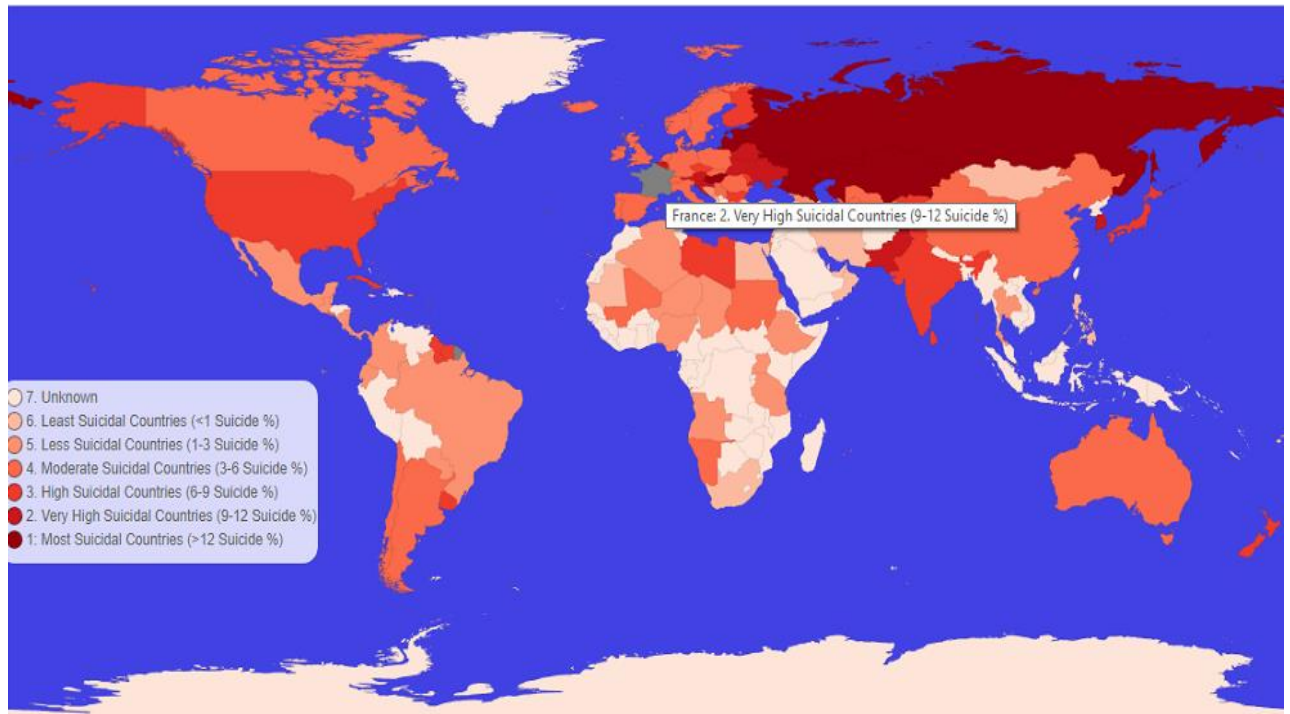 France: 2. Very High Suicidal Countries (9-12 Suicide %)
7. Unknown
6. Least Suicidal Countries (<1 Suicide %)
5. Less Suicidal Countries (1-3 Suicide %)
4. Moderate Suicidal Countries (3-6 Suicide %)
3. High Suicidal Countries (6-9 Suicide %)
2. Very High Suicidal Countries (9-12 Suicide %)
1: Most Suicidal Countries (>12 Suicide %)